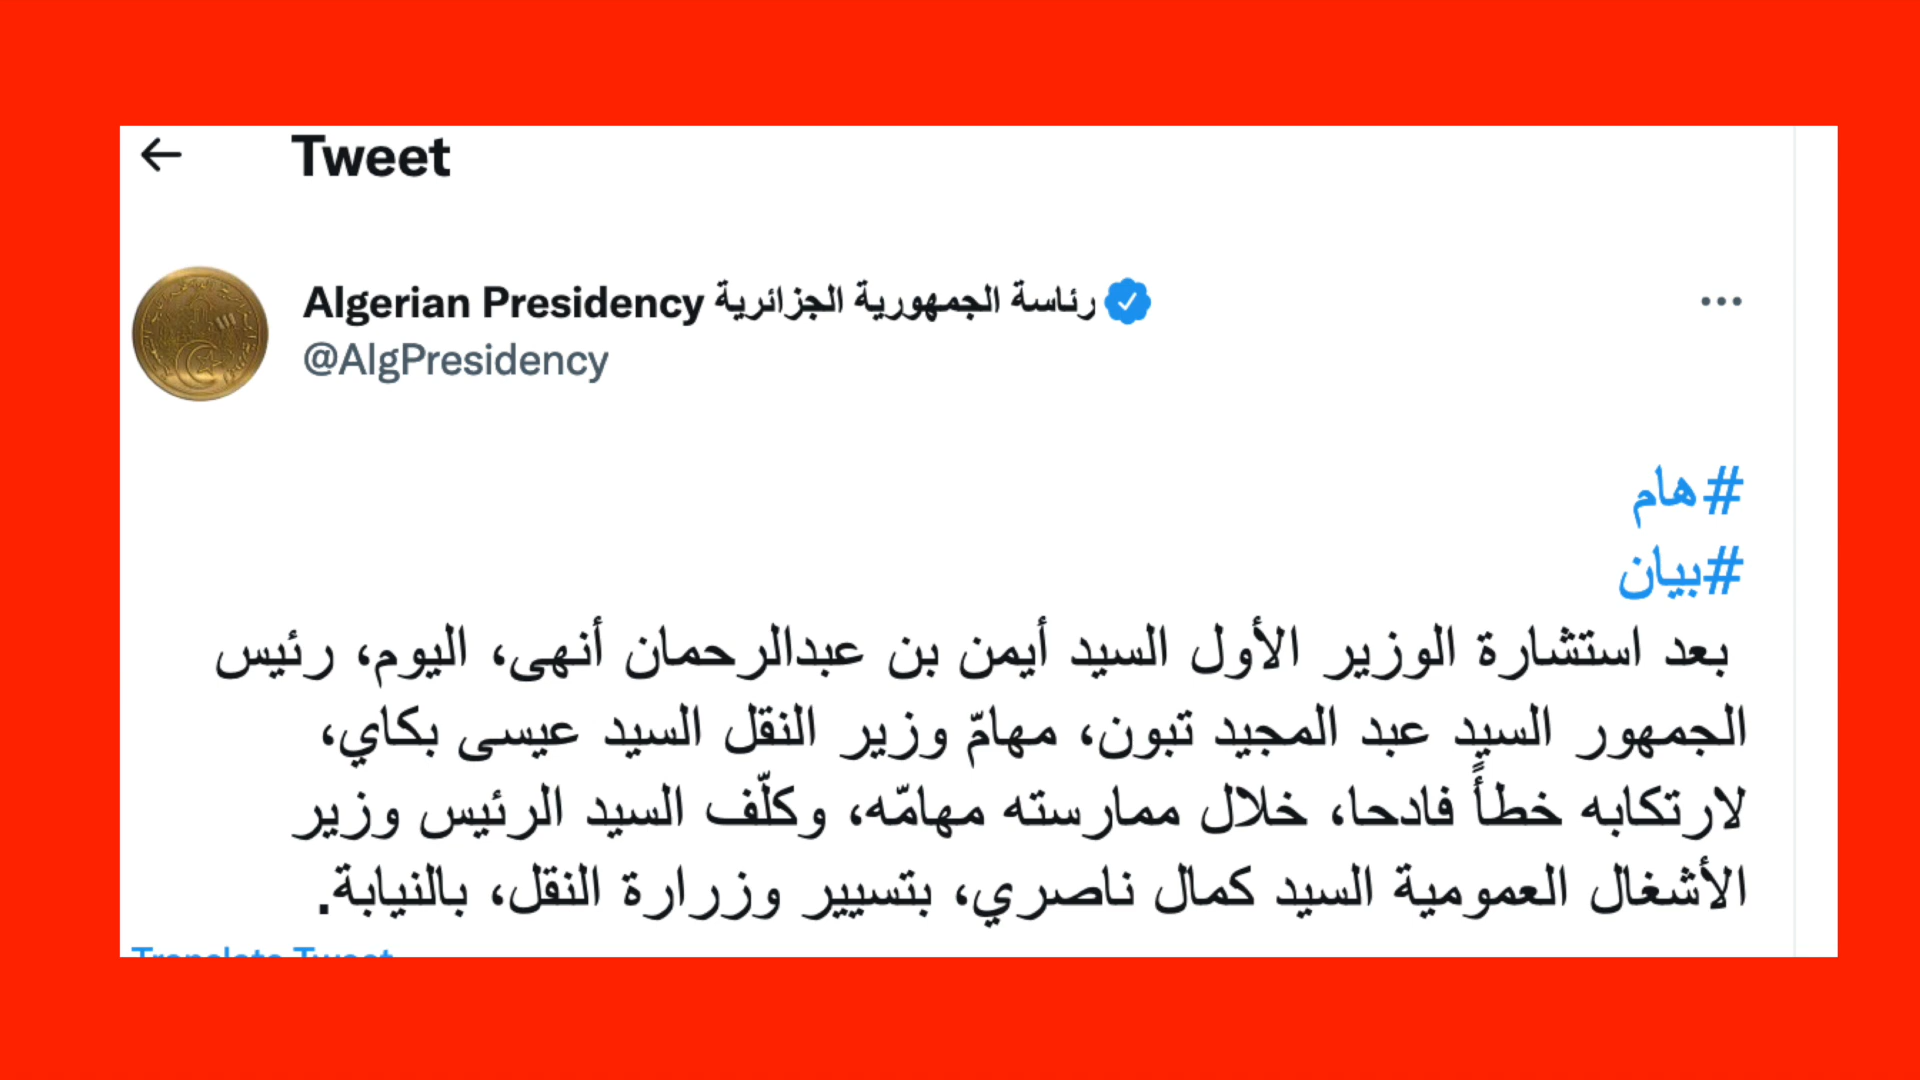 Tweet
Algerian Presidency رئاسة الجمهورية الجزائرية
@AlgPresidency
#هام
#بيان
بعد استشارة الوزير الأول السيد أيمن بن عبدالرحمان أنهى، اليوم، رئيس
الجمهور السيد عبد المجيد تبون، مهامّ وزير النقل السيد عيسى بكاي،
لارتكابه خطأً فادحا، خلال ممارسته مهامّه، وكلّف السيد الرئيس وزير
الأشغال العمومية السيد كمال ناصري، بتسيير وزرارة النقل، بالنيابة.
Translate Tweet